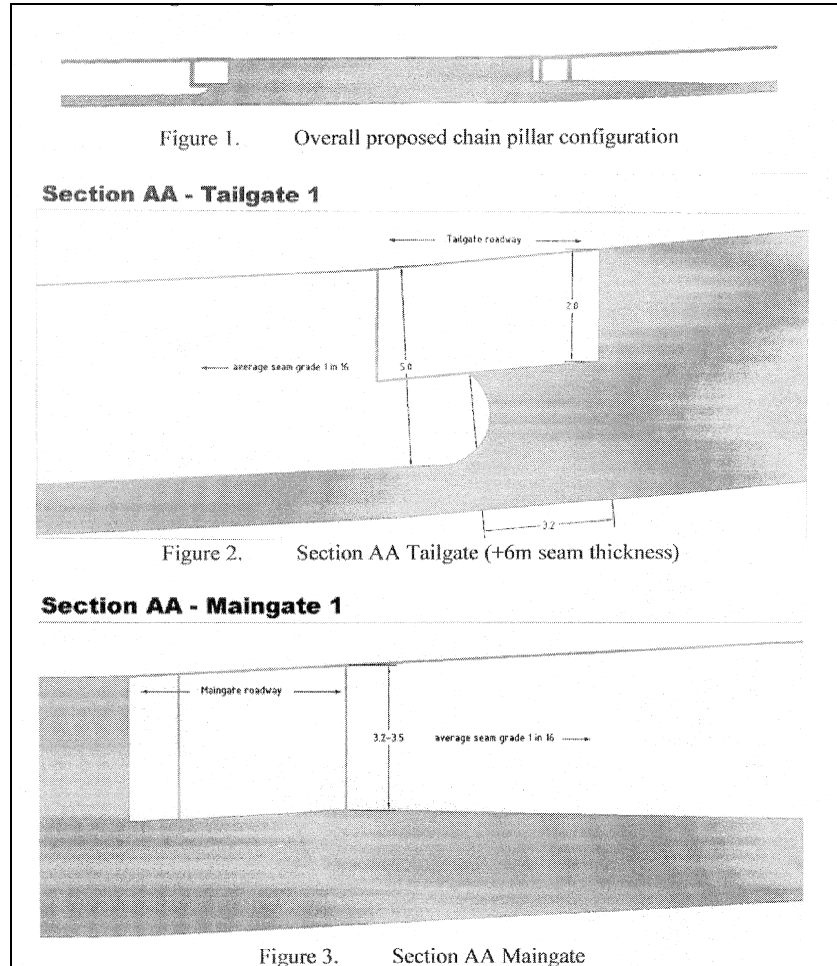 Figure 1. Overall proposed chain pillar configuration
Section AA - Tailgate 1
Tailgate roadway
2.8
5.0
average seam grade 1 in 16
3.2
Figure 2. Section AA Tailgate (+6m seam thickness)
Section AA - Maingate 1
Maingate roadway
3.2-3.5
average seam grade 1 in 16
Figure 3. Section AA Maingate